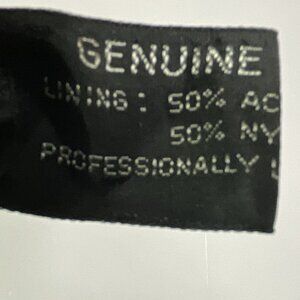 GENUINE
LINING: 50% AC
50% NY
PROFESSIONALLY